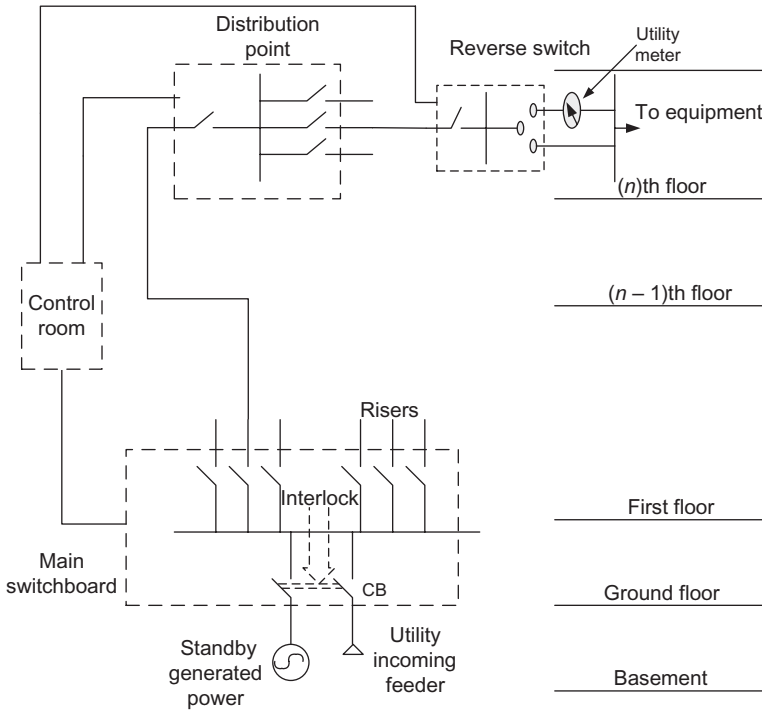 Distribution
point
Reverse switch
Utility
meter
To equipment
(n)th floor
Control
room
(n – 1)th floor
Risers
Interlock
First floor
Main
switchboard
CB
Ground floor
Standby
generated
power
Utility
incoming
feeder
Basement